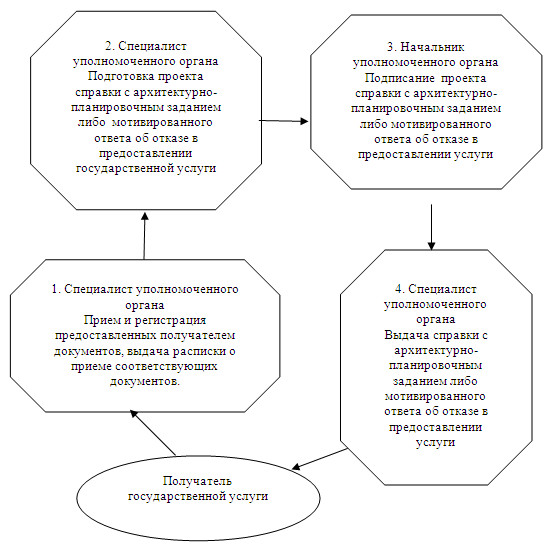 2. Специалист
уполномоченного органа
Подготовка проекта
справки с архитектурно-
планировочным заданием
либо  мотивированного
ответа об отказе в
предоставлении
государственной услуги
3. Начальник
уполномоченного органа
Подписание  проекта
справки с архитектурно-
планировочным заданием
либо мотивированного
ответа об отказе в
предоставлении услуги
1. Специалист уполномоченного
органа
Прием и регистрация
предоставленных получателем
документов, выдача расписки о
приеме соответствующих
документов.
4. Специалист
уполномоченного
органа
Выдача справки с
архитектурно-
планировочным
заданием либо
мотивированного
ответа об отказе в
предоставлении
услуги
Получатель
государственной услуги